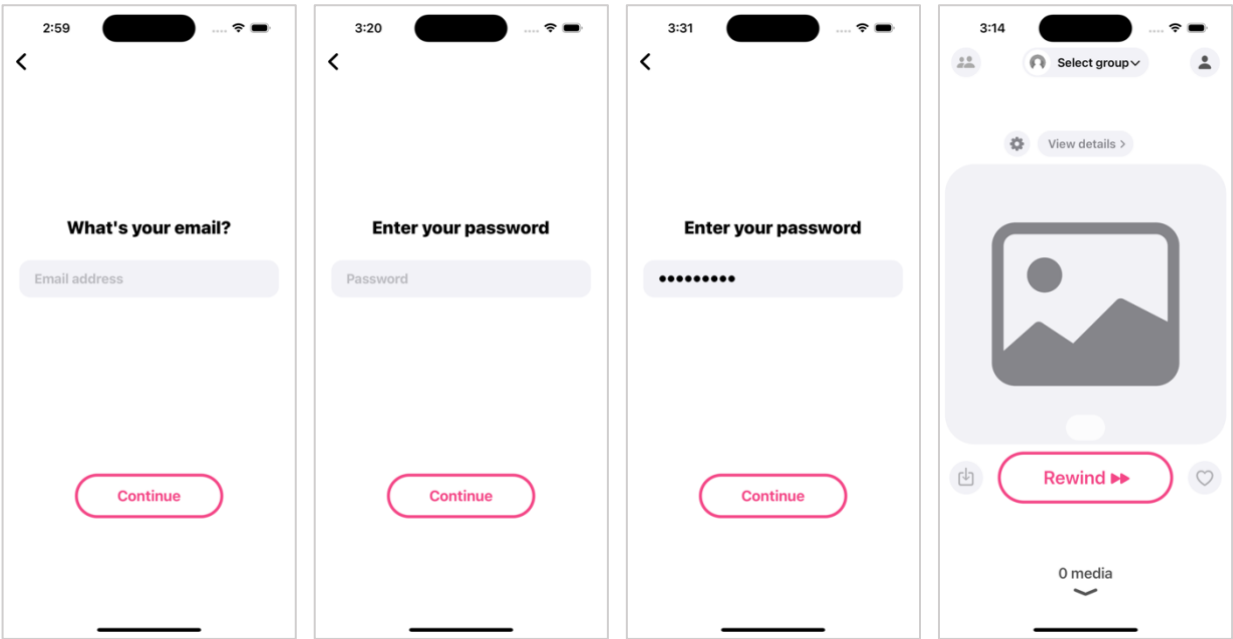 2:59
What's your email?
Email address
Continue
3:20
Enter your password
Password
Continue
3:31
Enter your password
•••••••••
Continue
3:14
Select group
View details
Rewind
0 media